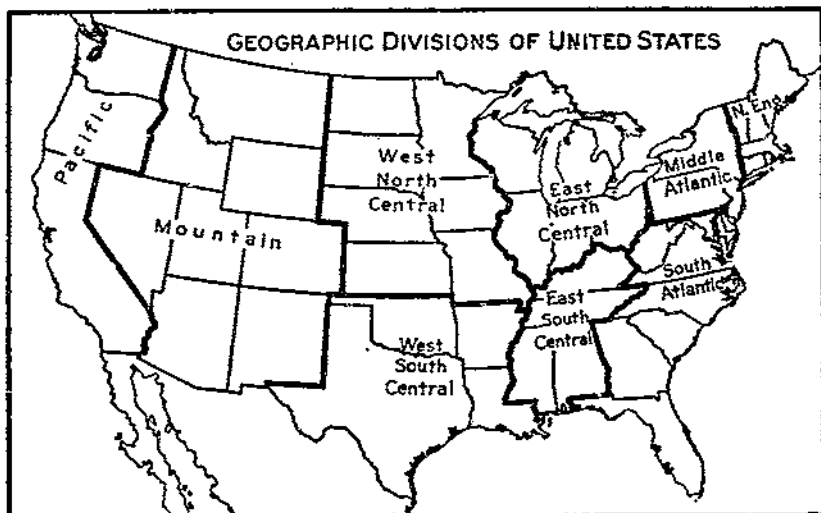 GEOGRAPHIC DIVISIONS OF UNITED STATES
Pacific
Mountain
West
North
Central
East
North
Central
Middle
Atlantic
N. Eng.
South
Atlantic
East
South
Central
West
South
Central